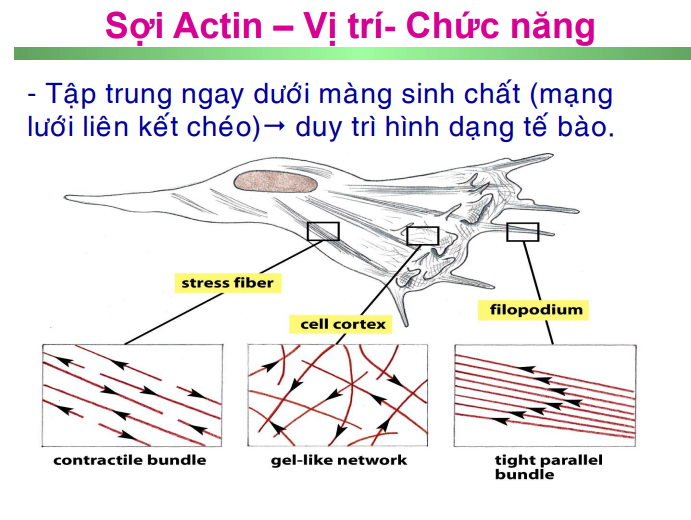 Sợi Actin – Vị trí- Chức năng
- Tập trung ngay dưới màng sinh chất (mạng
lưới liên kết chéo)→ duy trì hình dạng tế bào.
stress fiber
cell cortex
filopodium
contractile bundle
gel-like network
tight parallel
bundle